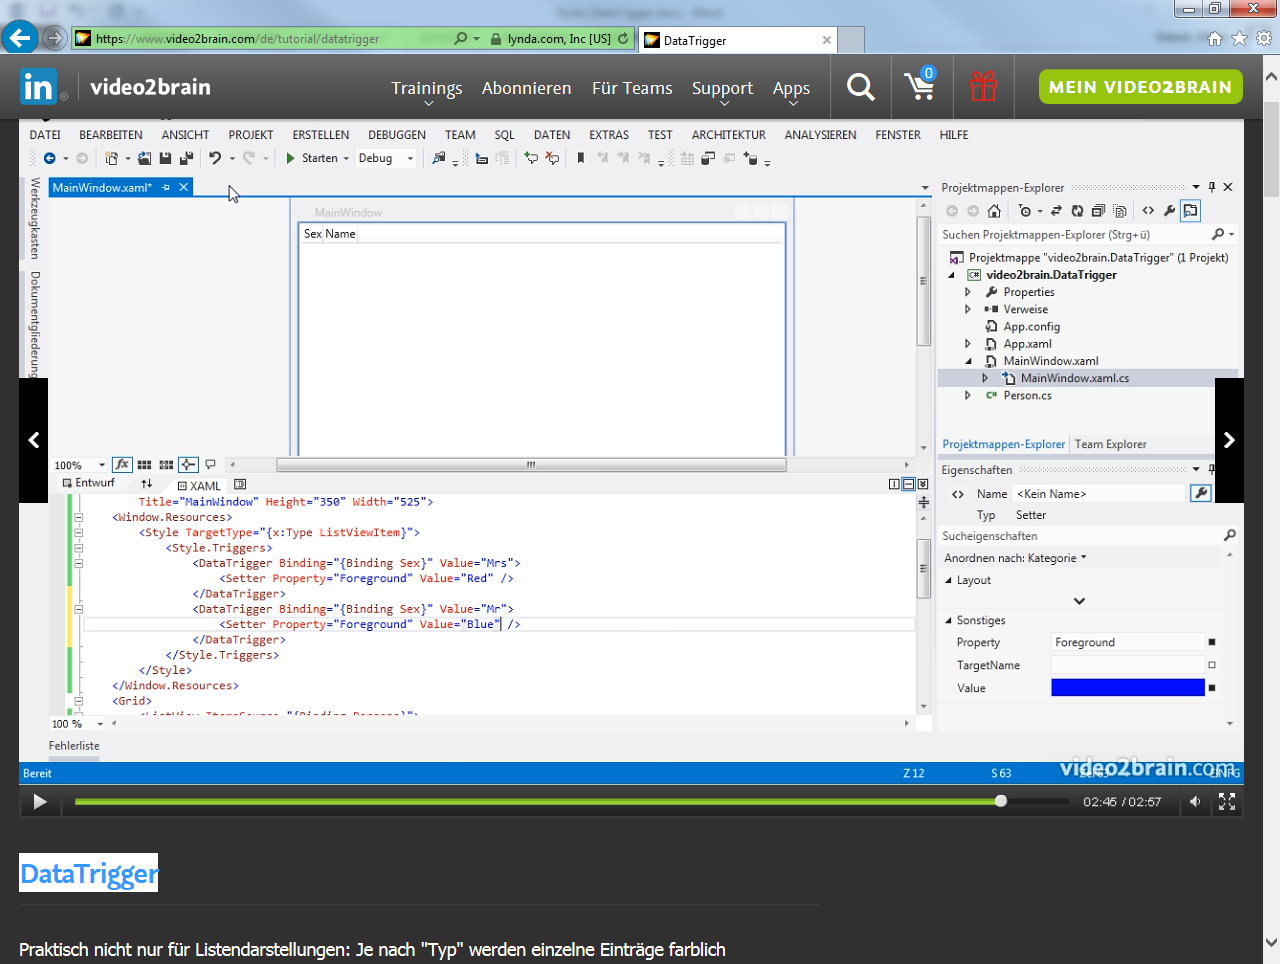 https://www.video2brain.com/de/tutorial/datatrigger
lynda.com, Inc [US]
DataTrigger
in
video2brain
Trainings
Abonnieren
Für Teams
Support
Apps
0
MEIN VIDEO2BRAIN
DATEI BEARBEITEN ANSICHT PROJEKT ERSTELLEN DEBUGGEN TEAM SQL DATEN EXTRAS TEST ARCHITEKTUR ANALYSIEREN FENSTER HILFE
Starten
Debug
Werkzeugkasten
Dokumentgliederung
MainWindow.xaml*
MainWindow
Sex Name
100%
Entwurf
XAML
Title="MainWindow" Height="350" Width="525">
<Window.Resources>
<Style TargetType="{x:Type ListViewItem}">
<Style.Triggers>
<DataTrigger Binding="{Binding Sex}" Value="Mrs">
<Setter Property="Foreground" Value="Red" />
</DataTrigger>
<DataTrigger Binding="{Binding Sex}" Value="Mr">
<Setter Property="Foreground" Value="Blue" />
</DataTrigger>
</Style.Triggers>
</Style>
</Window.Resources>
<Grid>
<ListView ItemsSource="{Binding Persons}">
100 %
Fehlerliste
Projektmappen-Explorer
Suchen Projektmappen-Explorer (Strg+ü)
Projektmappe "video2brain.DataTrigger" (1 Projekt)
video2brain.DataTrigger
Properties
Verweise
App.config
App.xaml
MainWindow.xaml
MainWindow.xaml.cs
Person.cs
Projektmappen-Explorer Team Explorer
Eigenschaften
Name <Kein Name>
Typ Setter
Sucheigenschaften
Anordnen nach: Kategorie
Layout
Sonstiges
Property Foreground
TargetName
Value
Bereit
Z 12
S 63
video2brain.com
02:45 / 02:57
DataTrigger
Praktisch nicht nur für Listendarstellungen: Je nach "Typ" werden einzelne Einträge farblich